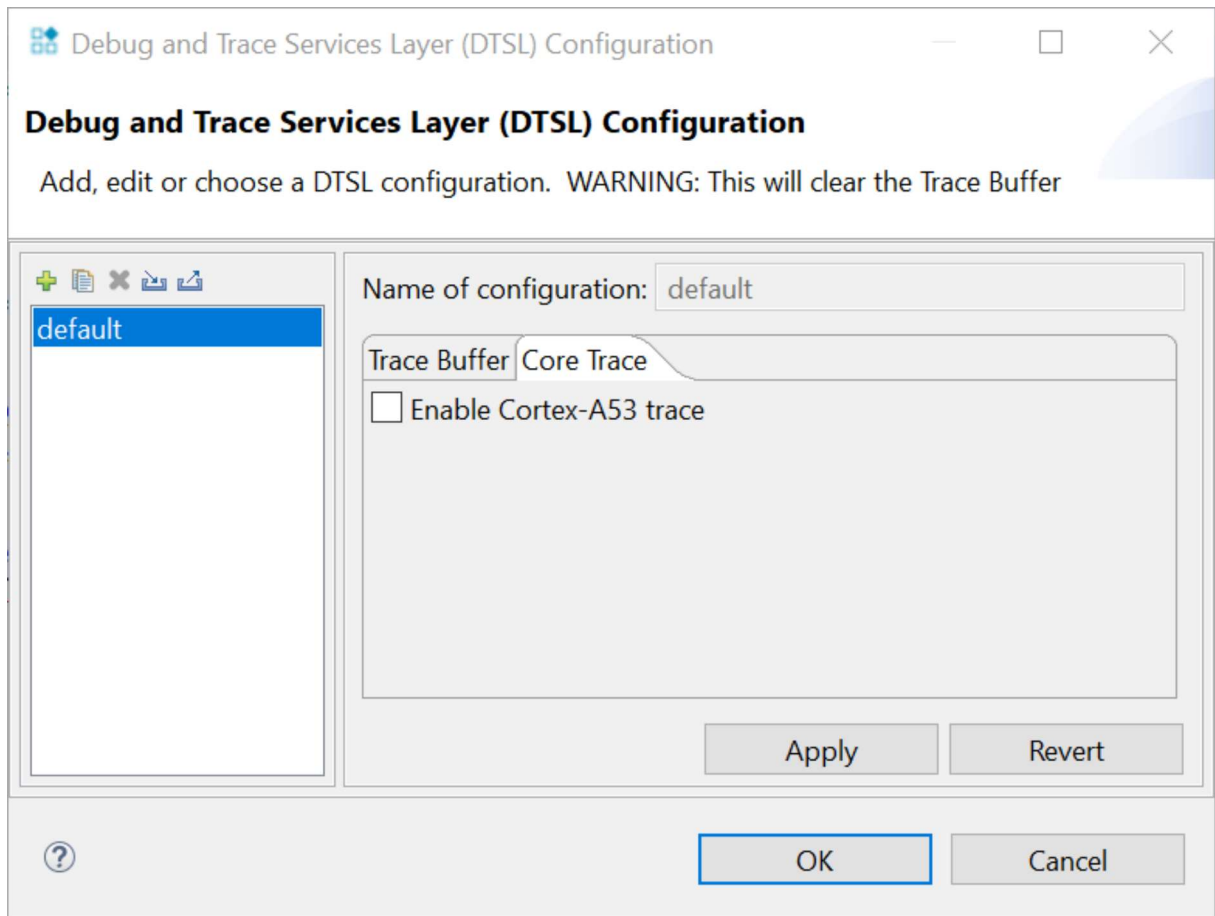 Debug and Trace Services Layer (DTSL) Configuration
Debug and Trace Services Layer (DTSL) Configuration
Add, edit or choose a DTSL configuration.  WARNING: This will clear the Trace Buffer
default
Name of configuration: default
Trace Buffer Core Trace
Enable Cortex-A53 trace
Apply Revert
? OK Cancel